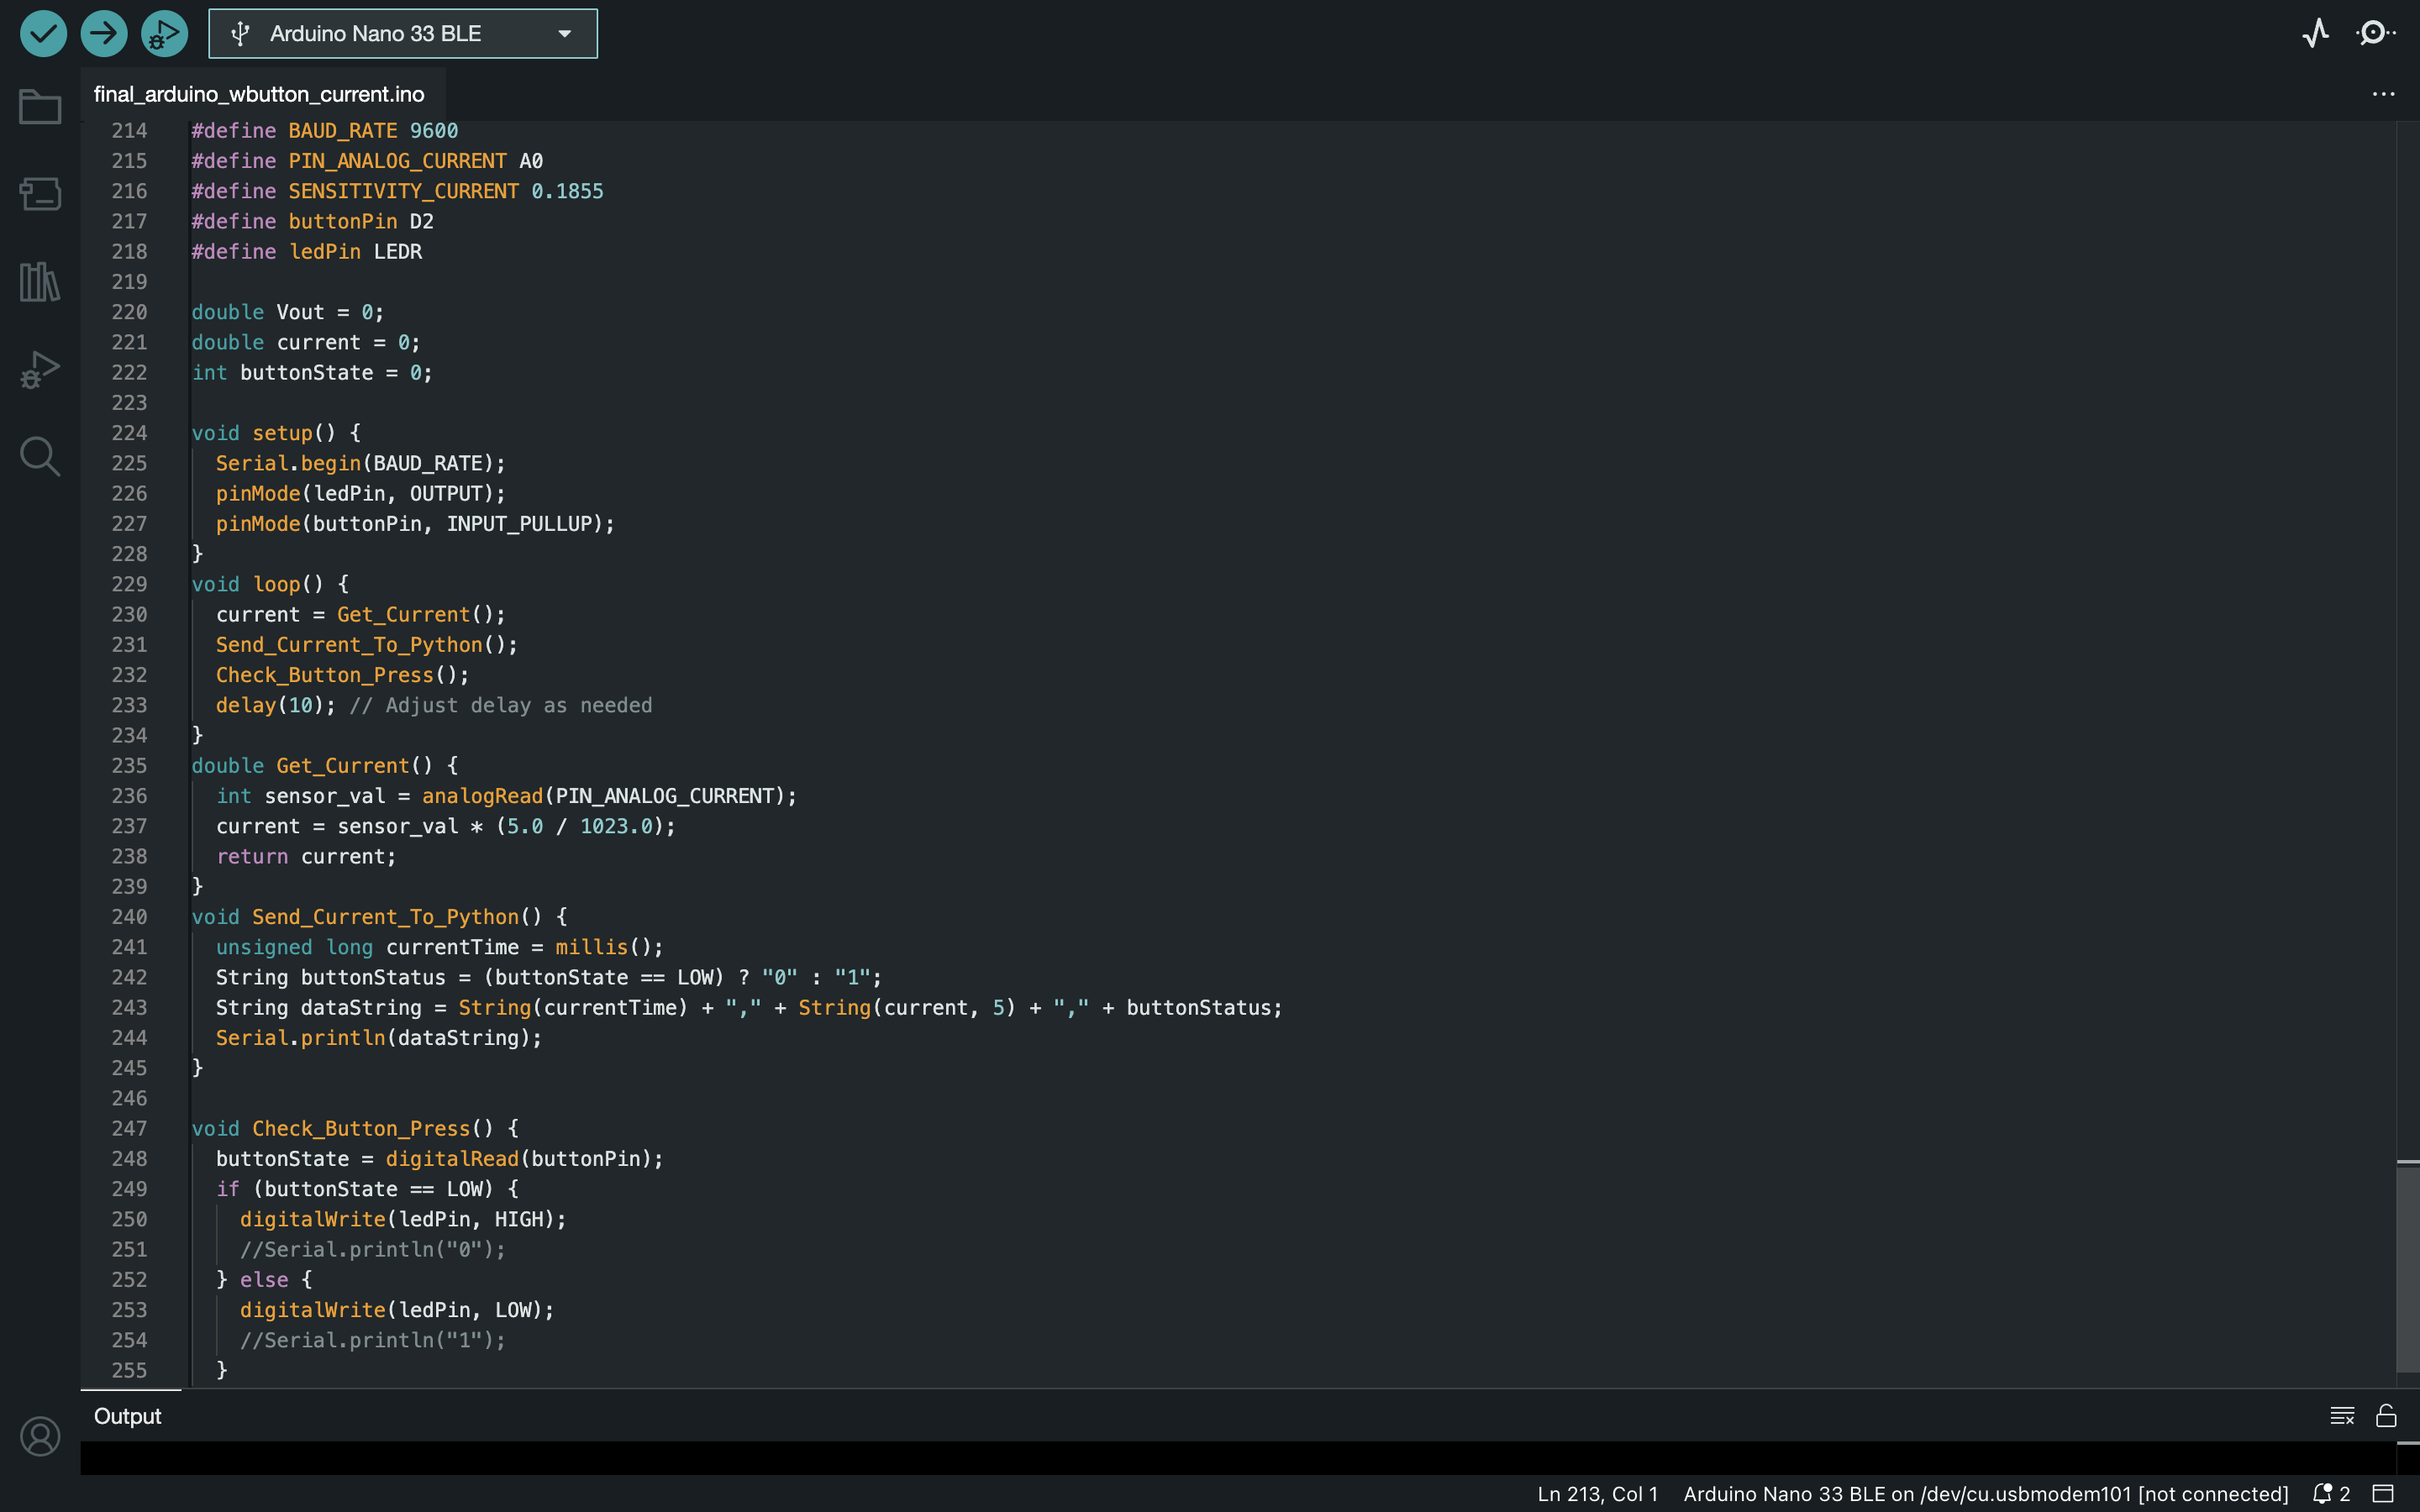 Arduino Nano 33 BLE
final_arduino_wbutton_current.ino
214 #define BAUD_RATE 9600
215 #define PIN_ANALOG_CURRENT A0
216 #define SENSITIVITY_CURRENT 0.1855
217 #define buttonPin D2
218 #define ledPin LEDR
219
220 double Vout = 0;
221 double current = 0;
222 int buttonState = 0;
223
224 void setup() {
225   Serial.begin(BAUD_RATE);
226   pinMode(ledPin, OUTPUT);
227   pinMode(buttonPin, INPUT_PULLUP);
228 }
229 void loop() {
230   current = Get_Current();
231   Send_Current_To_Python();
232   Check_Button_Press();
233   delay(10); // Adjust delay as needed
234 }
235 double Get_Current() {
236   int sensor_val = analogRead(PIN_ANALOG_CURRENT);
237   current = sensor_val * (5.0 / 1023.0);
238   return current;
239 }
240 void Send_Current_To_Python() {
241   unsigned long currentTime = millis();
242   String buttonStatus = (buttonState == LOW) ? "0" : "1";
243   String dataString = String(currentTime) + "," + String(current, 5) + "," + buttonStatus;
244   Serial.println(dataString);
245 }
246
247 void Check_Button_Press() {
248   buttonState = digitalRead(buttonPin);
249   if (buttonState == LOW) {
250     digitalWrite(ledPin, HIGH);
251     //Serial.println("0");
252   } else {
253     digitalWrite(ledPin, LOW);
254     //Serial.println("1");
255   }
Output
Ln 213, Col 1 Arduino Nano 33 BLE on /dev/cu.usbmodem101 [not connected] 2